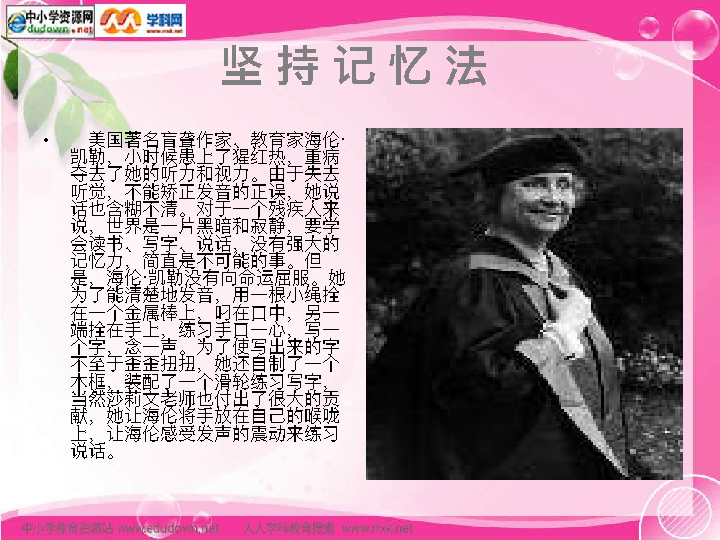 中小学资源网
edudown.net
学科网
www.nxk.net
坚持记忆法
• 美国著名盲聋作家、教育家海伦·
凯勒，小时候患上了猩红热，重病
夺去了她的听力和视力。由于失去
听觉，不能矫正发音的正误，她说
话也含糊不清。对于一个残疾人来
说，世界是一片黑暗和寂静，要学
会读书、写字、说话，没有强大的
记忆力，简直是不可能的事。但
是，海伦·凯勒没有向命运屈服。她
为了能清楚地发音，用一根小绳拴
在一个金属棒上，叼在口中，另一
端拴在手上，练习手口一心，写一
个字，念一声。为了使写出来的字
不至于歪歪扭扭，她还自制了一个
木框，装配了一个滑轮练习写字，
当然莎莉文老师也付出了很大的贡
献，她让海伦将手放在自己的喉咙
上，让海伦感受发声的震动来练习
说话。
中小学教育资源站 www.edudown.net 人人学科教育搜索 www.nxk.net